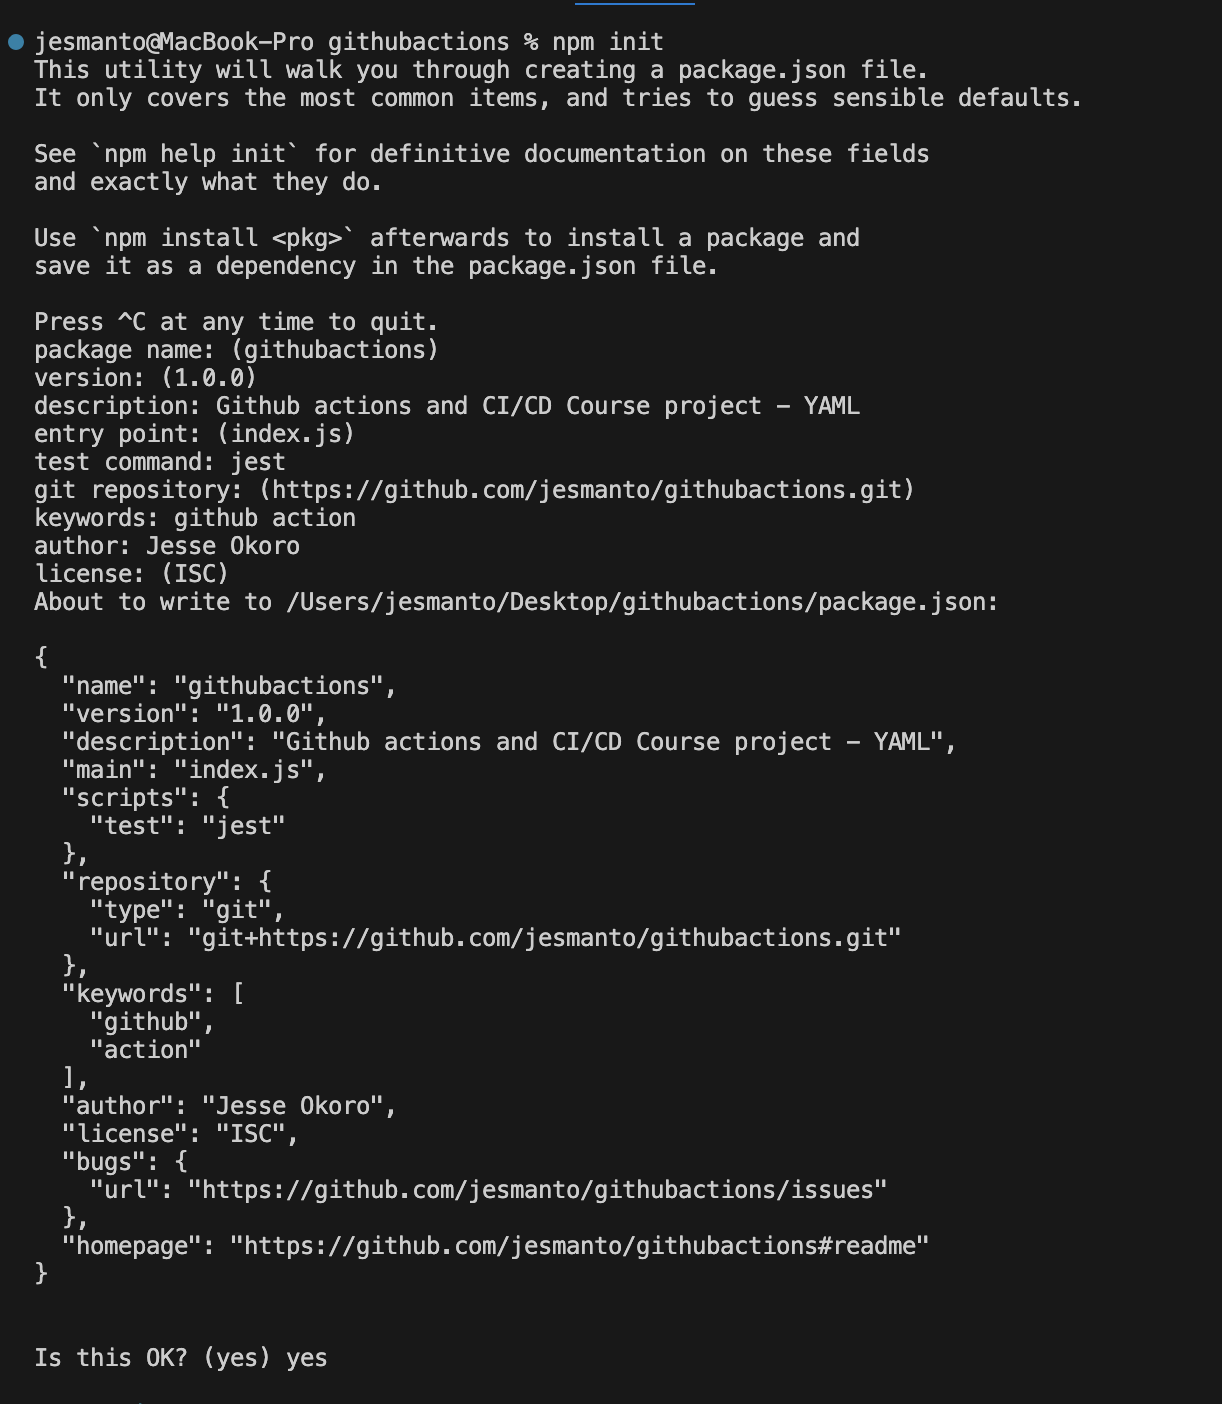 jesmanto@MacBook-Pro githubactions % npm init
This utility will walk you through creating a package.json file.
It only covers the most common items, and tries to guess sensible defaults.

See `npm help init` for definitive documentation on these fields
and exactly what they do.

Use `npm install <pkg>` afterwards to install a package and
save it as a dependency in the package.json file.

Press ^C at any time to quit.
package name: (githubactions)
version: (1.0.0)
description: Github actions and CI/CD Course project - YAML
entry point: (index.js)
test command: jest
git repository: (https://github.com/jesmanto/githubactions.git)
keywords: github action
author: Jesse Okoro
license: (ISC)
About to write to /Users/jesmanto/Desktop/githubactions/package.json:

{
  "name": "githubactions",
  "version": "1.0.0",
  "description": "Github actions and CI/CD Course project - YAML",
  "main": "index.js",
  "scripts": {
    "test": "jest"
  },
  "repository": {
    "type": "git",
    "url": "git+https://github.com/jesmanto/githubactions.git"
  },
  "keywords": [
    "github",
    "action"
  ],
  "author": "Jesse Okoro",
  "license": "ISC",
  "bugs": {
    "url": "https://github.com/jesmanto/githubactions/issues"
  },
  "homepage": "https://github.com/jesmanto/githubactions#readme"
}

Is this OK? (yes) yes